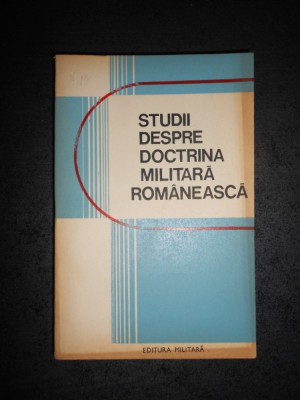 STUDII
DESPRE
DOCTRINA
MILITARĂ
ROMÂNEASCĂ
EDITURA MILITARĂ